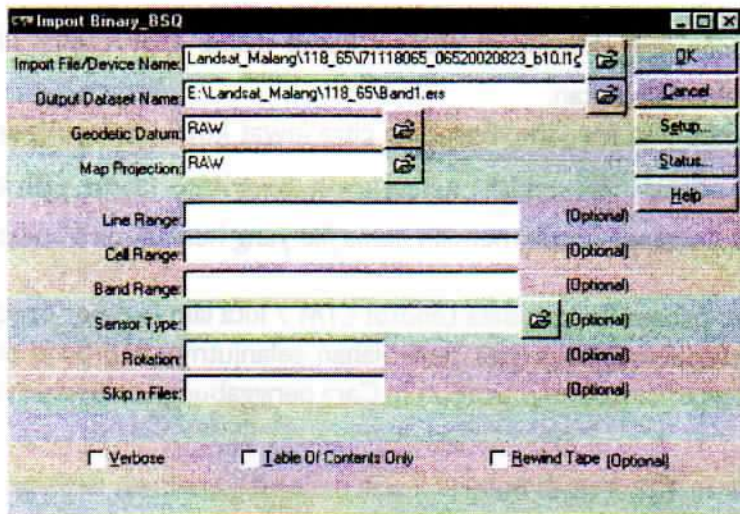 Import Binary_BSQ
Import File/Device Name: Landsat_Malang\118_65\l71118065_06520020823_b10.l1g OK
Output Dataset Name: E:\Landsat_Malang\118_65\Band1.ers Cancel
Geodetic Datum: RAW Setup...
Map Projection: RAW Status...
Help
Line Range: (Optional)
Cell Range: (Optional)
Band Range: (Optional)
Sensor Type: (Optional)
Rotation: (Optional)
Skip n Files: (Optional)
Verbose Table Of Contents Only Rewind Tape (Optional)